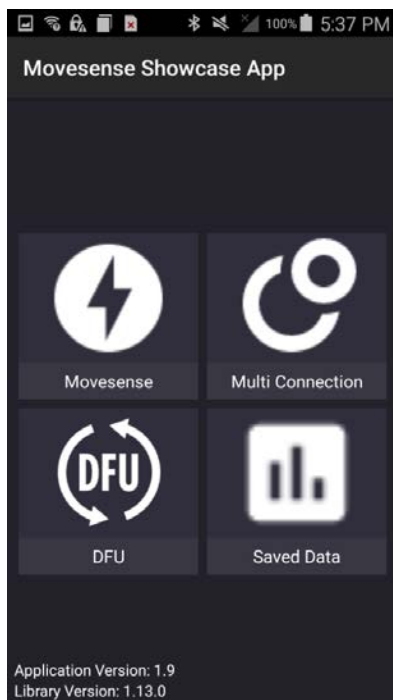 100% 5:37 PM
Movesense Showcase App
Movesense
Multi Connection
DFU
DFU
Saved Data
Application Version: 1.9
Library Version: 1.13.0